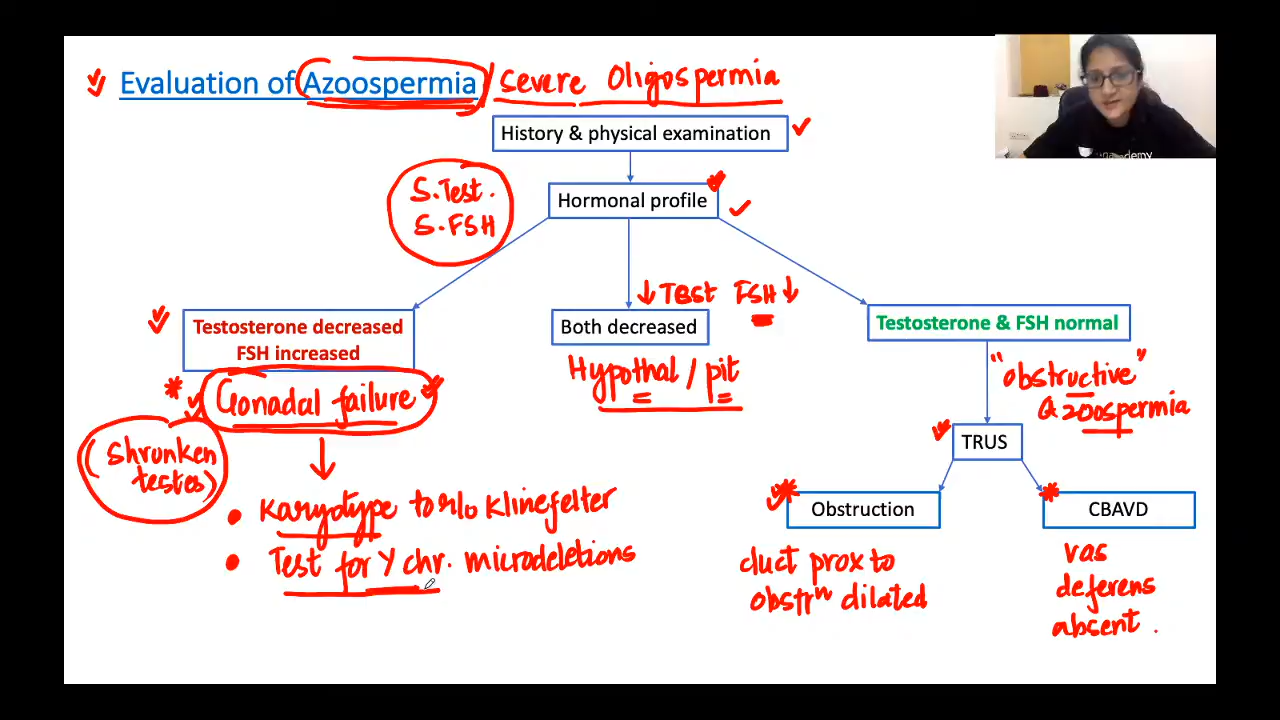 Evaluation of Azoospermia / Severe Oligospermia
History & physical examination
S. Test.
S. FSH
Hormonal profile
↓ Test FSH ↓
Testosterone decreased
FSH increased
Both decreased
Testosterone & FSH normal
Gonadal failure
(Shrunken
testes)
Hypothal / pit
"obstructive"
Azoospermia
TRUS
• Karyotype to r/o Klinefelter
• Test for Y chr. microdeletions
Obstruction
CBAVD
duct prox to
obstrn dilated
vas
deferens
absent.